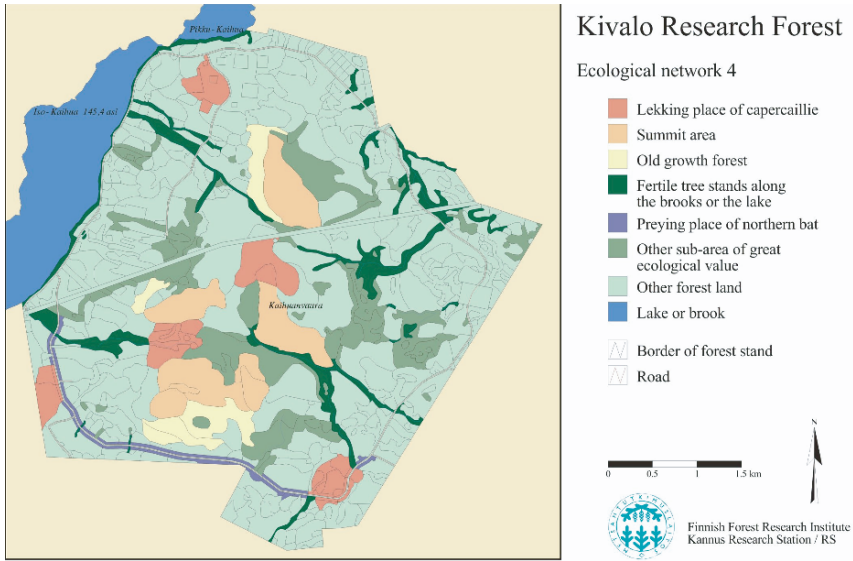 Pikku-Kaihua
Iso-Kaihua 145.4 asl
Kaihuanvaara
Kivalo Research Forest
Ecological network 4
Lekking place of capercaillie
Summit area
Old growth forest
Fertile tree stands along
the brooks or the lake
Preying place of northern bat
Other sub-area of great
ecological value
Other forest land
Lake or brook
Border of forest stand
Road
N
0 0.5 1 1.5 km
Finnish Forest Research Institute
Kannus Research Station / RS